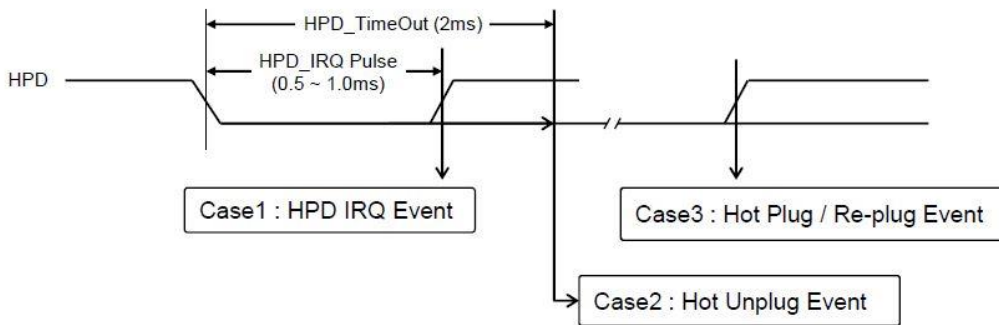 HPD_TimeOut (2ms)
HPD_IRQ Pulse
(0.5 ~ 1.0ms)
HPD
Case1 : HPD IRQ Event
Case3 : Hot Plug / Re-plug Event
Case2 : Hot Unplug Event